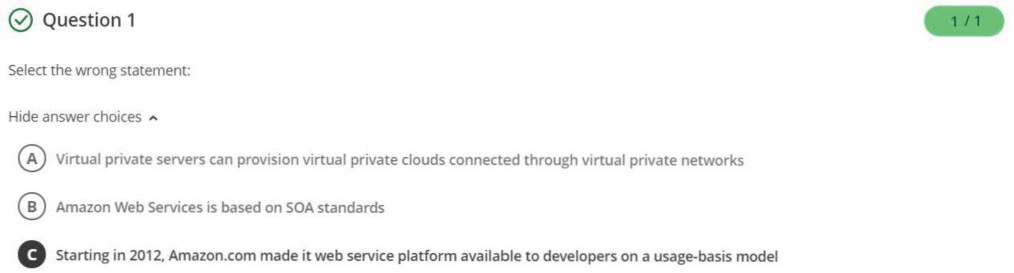 Question 1
1 / 1
Select the wrong statement:
Hide answer choices
A Virtual private servers can provision virtual private clouds connected through virtual private networks
B Amazon Web Services is based on SOA standards
C Starting in 2012, Amazon.com made it web service platform available to developers on a usage-basis model